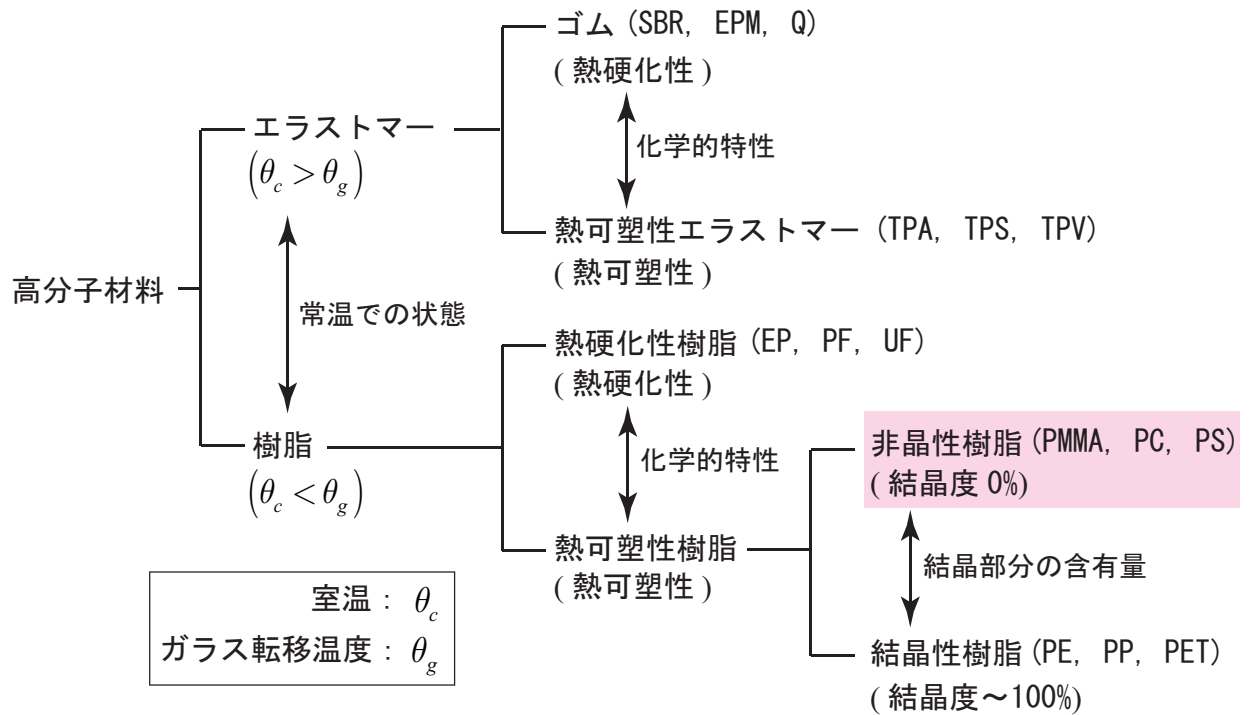 高分子材料
エラストマー
(θc > θg)
常温での状態
樹脂
(θc < θg)
ゴム (SBR, EPM, Q)
( 熱硬化性 )
化学的特性
熱可塑性エラストマー (TPA, TPS, TPV)
( 熱可塑性 )
熱硬化性樹脂 (EP, PF, UF)
( 熱硬化性 )
化学的特性
熱可塑性樹脂
( 熱可塑性 )
非晶性樹脂 (PMMA, PC, PS)
( 結晶度 0%)
結晶部分の含有量
結晶性樹脂 (PE, PP, PET)
( 結晶度～100%)
室温 : θc
ガラス転移温度 : θg